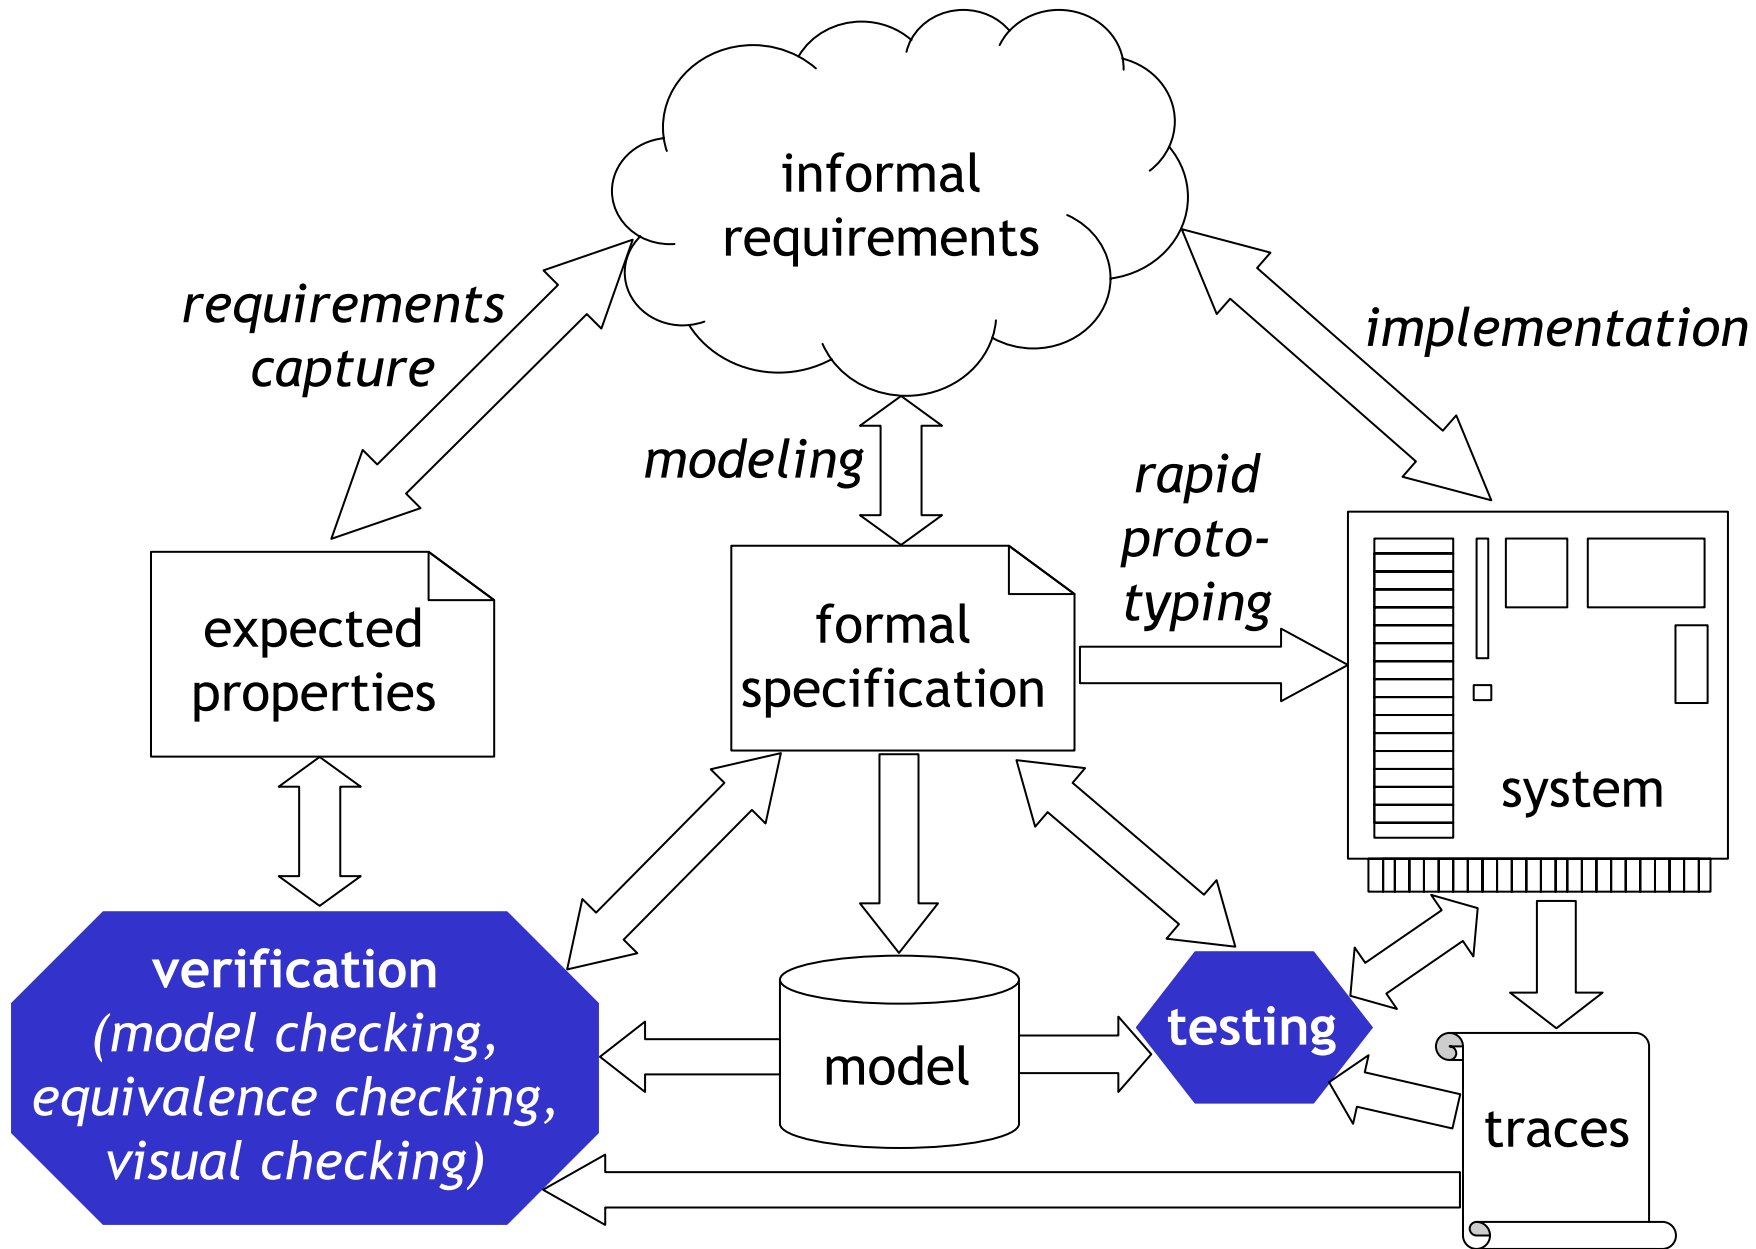 informal
requirements
requirements
capture
implementation
modeling
rapid
proto-
typing
expected
properties
formal
specification
system
verification
(model checking,
equivalence checking,
visual checking)
model
testing
traces